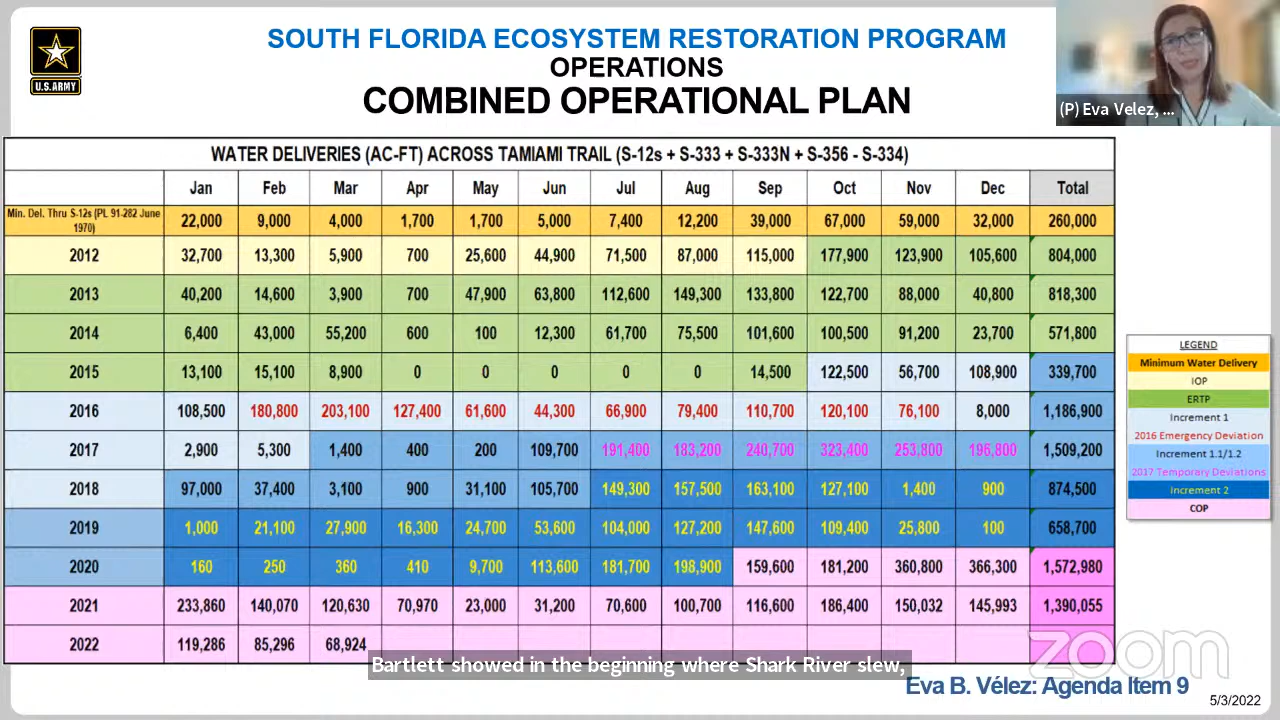 SOUTH FLORIDA ECOSYSTEM RESTORATION PROGRAM
OPERATIONS
COMBINED OPERATIONAL PLAN
U.S.ARMY
(P) Eva Velez, ...
WATER DELIVERIES (AC-FT) ACROSS TAMIAMI TRAIL (S-12s + S-333 + S-333N + S-356 - S-334)
Jan Feb Mar Apr May Jun Jul Aug Sep Oct Nov Dec Total
Min. Del. Thru S-12s (PL 91-282 June 1970) 22,000 9,000 4,000 1,700 1,700 5,000 7,400 12,200 39,000 67,000 59,000 32,000 260,000
2012 32,700 13,300 5,900 700 25,600 44,900 71,500 87,000 115,000 177,900 123,900 105,600 804,000
2013 40,200 14,600 3,900 700 47,900 63,800 112,600 149,300 133,800 122,700 88,000 40,800 818,300
2014 6,400 43,000 55,200 600 100 12,300 61,700 75,500 101,600 100,500 91,200 23,700 571,800
2015 13,100 15,100 8,900 0 0 0 0 0 14,500 122,500 56,700 108,900 339,700
2016 108,500 180,800 203,100 127,400 61,600 44,300 66,900 79,400 110,700 120,100 76,100 8,000 1,186,900
2017 2,900 5,300 1,400 400 200 109,700 191,400 183,200 240,700 323,400 253,800 196,800 1,509,200
2018 97,000 37,400 3,100 900 31,100 105,700 149,300 157,500 163,100 127,100 1,400 900 874,500
2019 1,000 21,100 27,900 16,300 24,700 53,600 104,000 127,200 147,600 109,400 25,800 100 658,700
2020 160 250 360 410 9,700 113,600 181,700 198,900 159,600 181,200 360,800 366,300 1,572,980
2021 233,860 140,070 120,630 70,970 23,000 31,200 70,600 100,700 116,600 186,400 150,032 145,993 1,390,055
2022 119,286 85,296 68,924
LEGEND
Minimum Water Delivery
IOP
ERTP
Increment 1
2016 Emergency Deviation
Increment 1.1/1.2
2017 Temporary Deviations
Increment 2
COP
zoom
Bartlett showed in the beginning where Shark River slew,
Eva B. Vélez: Agenda Item 9
5/3/2022